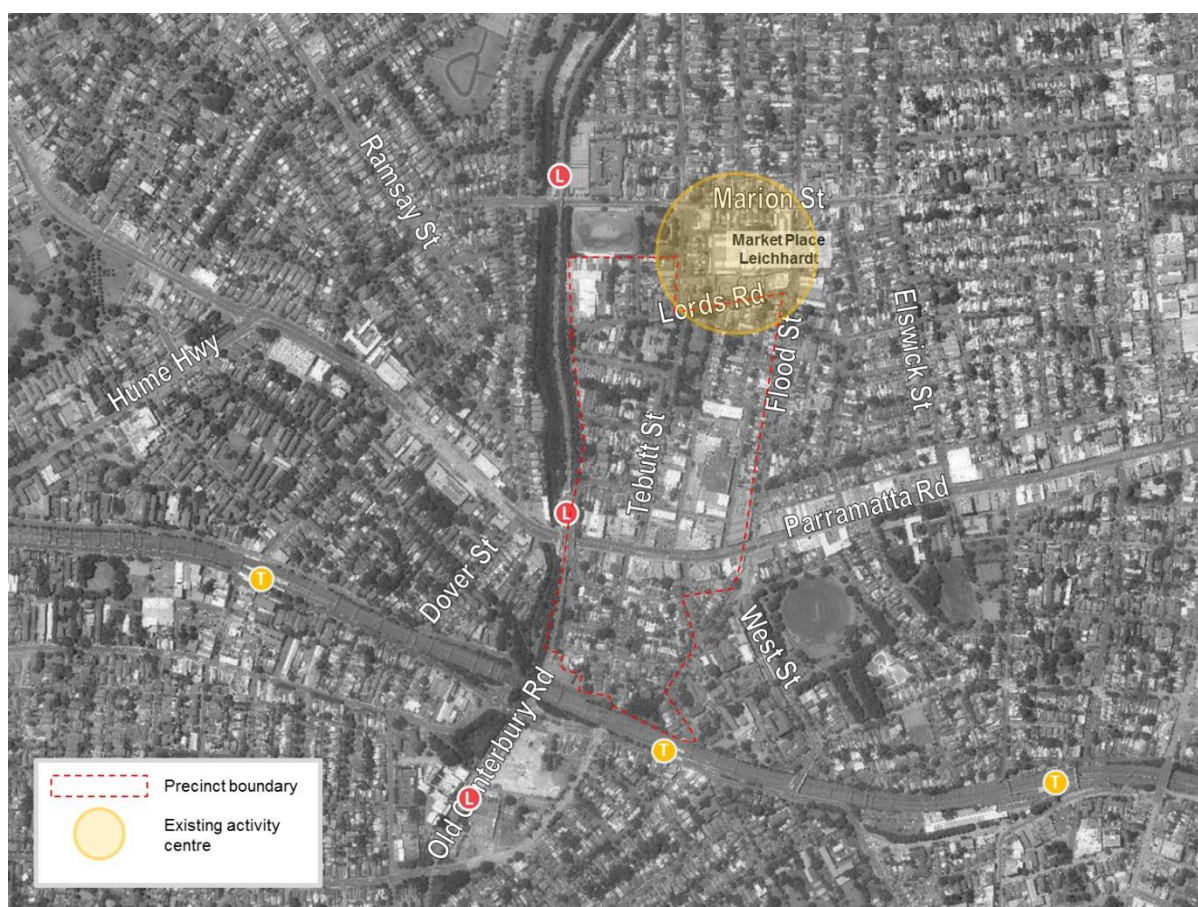 Ramsay St
L
Marion St
Market Place
Leichhardt
Lords Rd
Elswick St
Flood St
Hume Hwy
Tebutt St
Parramatta Rd
L
T
Dover St
West St
Old Canterbury Rd
T
T
L
Precinct boundary
Existing activity
centre